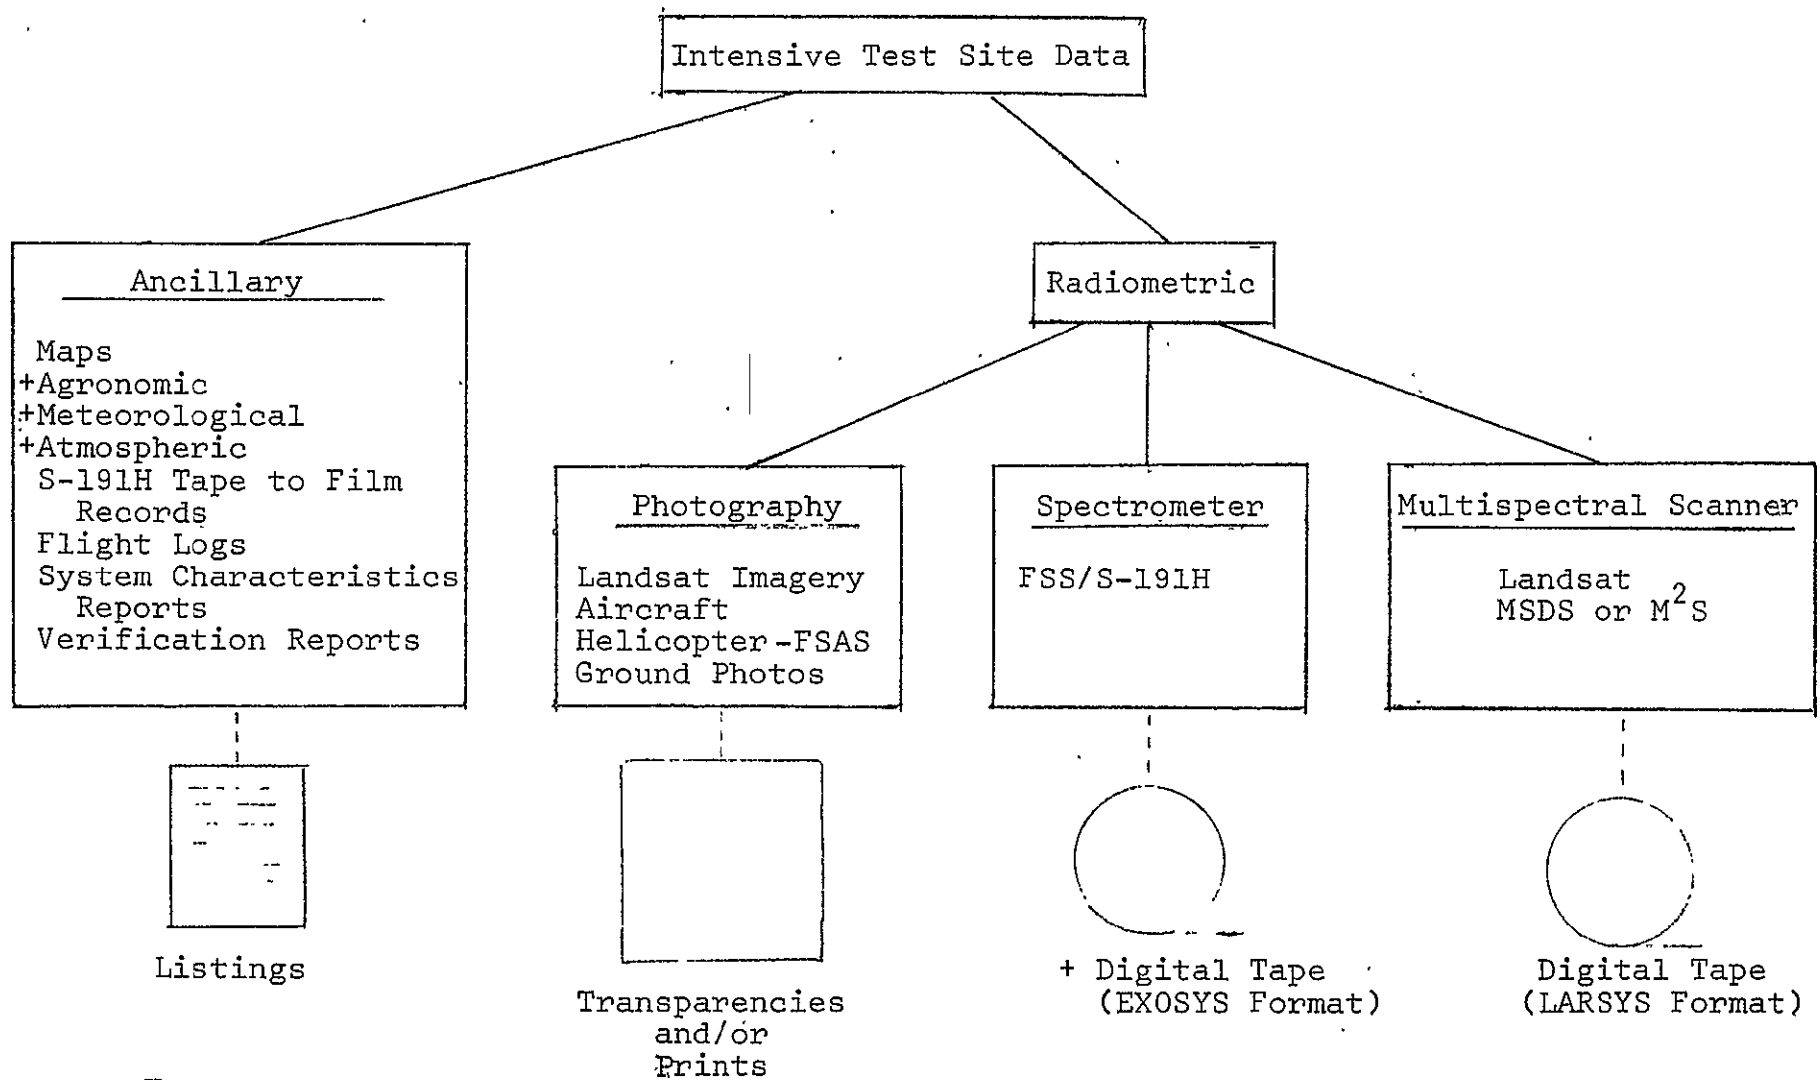 Intensive Test Site Data
Ancillary
Maps
+Agronomic
+Meteorological
+Atmospheric
S-191H Tape to Film
Records
Flight Logs
System Characteristics
Reports
Verification Reports
Listings
Radiometric
Photography
Landsat Imagery
Aircraft
Helicopter-FSAS
Ground Photos
Transparencies
and/or
Prints
Spectrometer
FSS/S-191H
+ Digital Tape
(EXOSYS Format)
Multispectral Scanner
Landsat
MSDS or M²S
Digital Tape
(LARSYS Format)